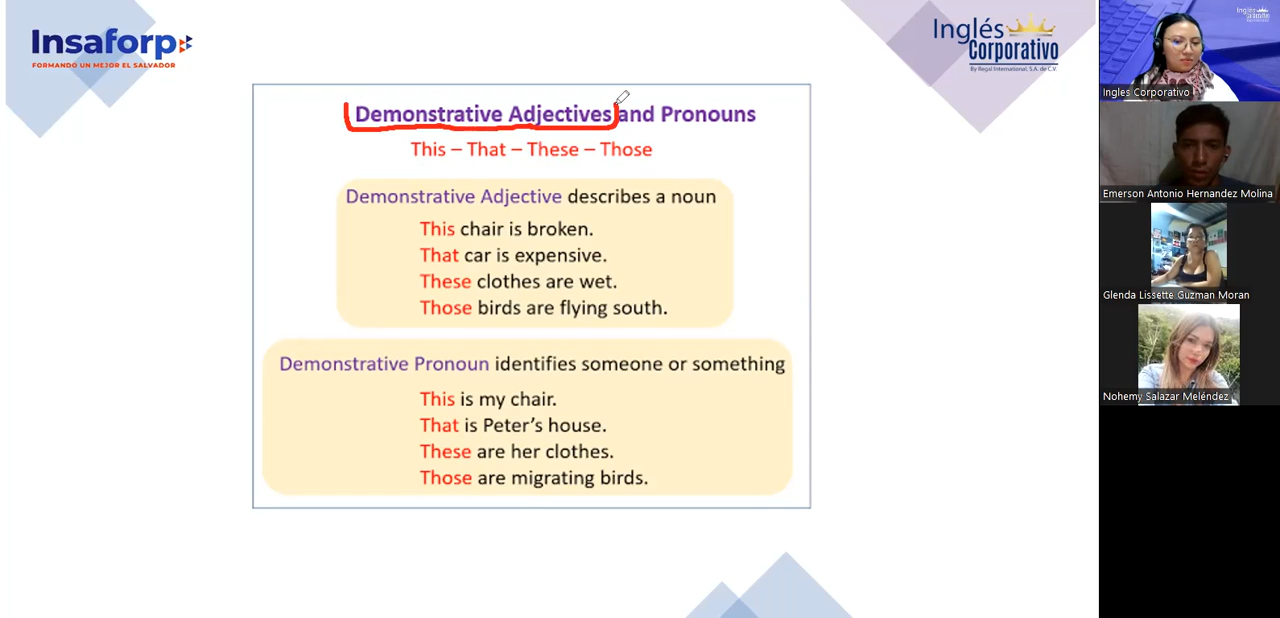 Insaforp
FORMANDO UN MEJOR EL SALVADOR
Inglés
Corporativo
By Regal International, S.A. de C.V.
Demonstrative Adjectives and Pronouns
This – That – These – Those
Demonstrative Adjective describes a noun
This chair is broken.
That car is expensive.
These clothes are wet.
Those birds are flying south.
Demonstrative Pronoun identifies someone or something
This is my chair.
That is Peter's house.
These are her clothes.
Those are migrating birds.
Inglés
Corporativo
Ingles Corporativo
Emerson Antonio Hernandez Molina
Glenda Lissette Guzman Moran
Nohemy Salazar Meléndez